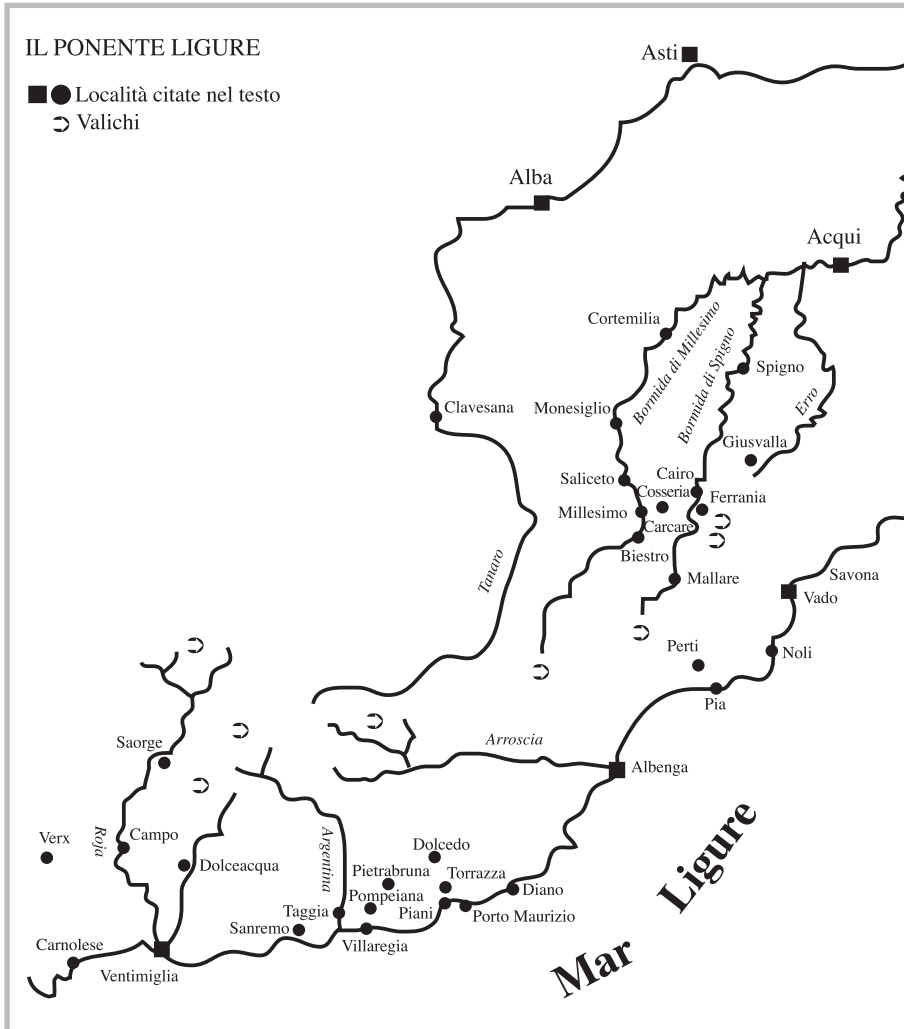 IL PONENTE LIGURE
Località citate nel testo
Valichi
Asti
Alba
Acqui
Cortemilia
Bormida di Millesimo
Bormida di Spigno
Spigno
Erro
Clavesana
Monesiglio
Giusvalla
Saliceto
Cairo
Cosseria
Ferrania
Millesimo
Carcare
Biestro
Tanaro
Mallare
Savona
Vado
Perti
Noli
Pia
Saorge
Arroscia
Albenga
Verx
Roja
Campo
Dolceacqua
Argentina
Dolcedo
Pietrabruna
Torrazza
Pompeiana
Diano
Taggia
Piani
Porto Maurizio
Sanremo
Villaregia
Carnolese
Ventimiglia
Mar Ligure